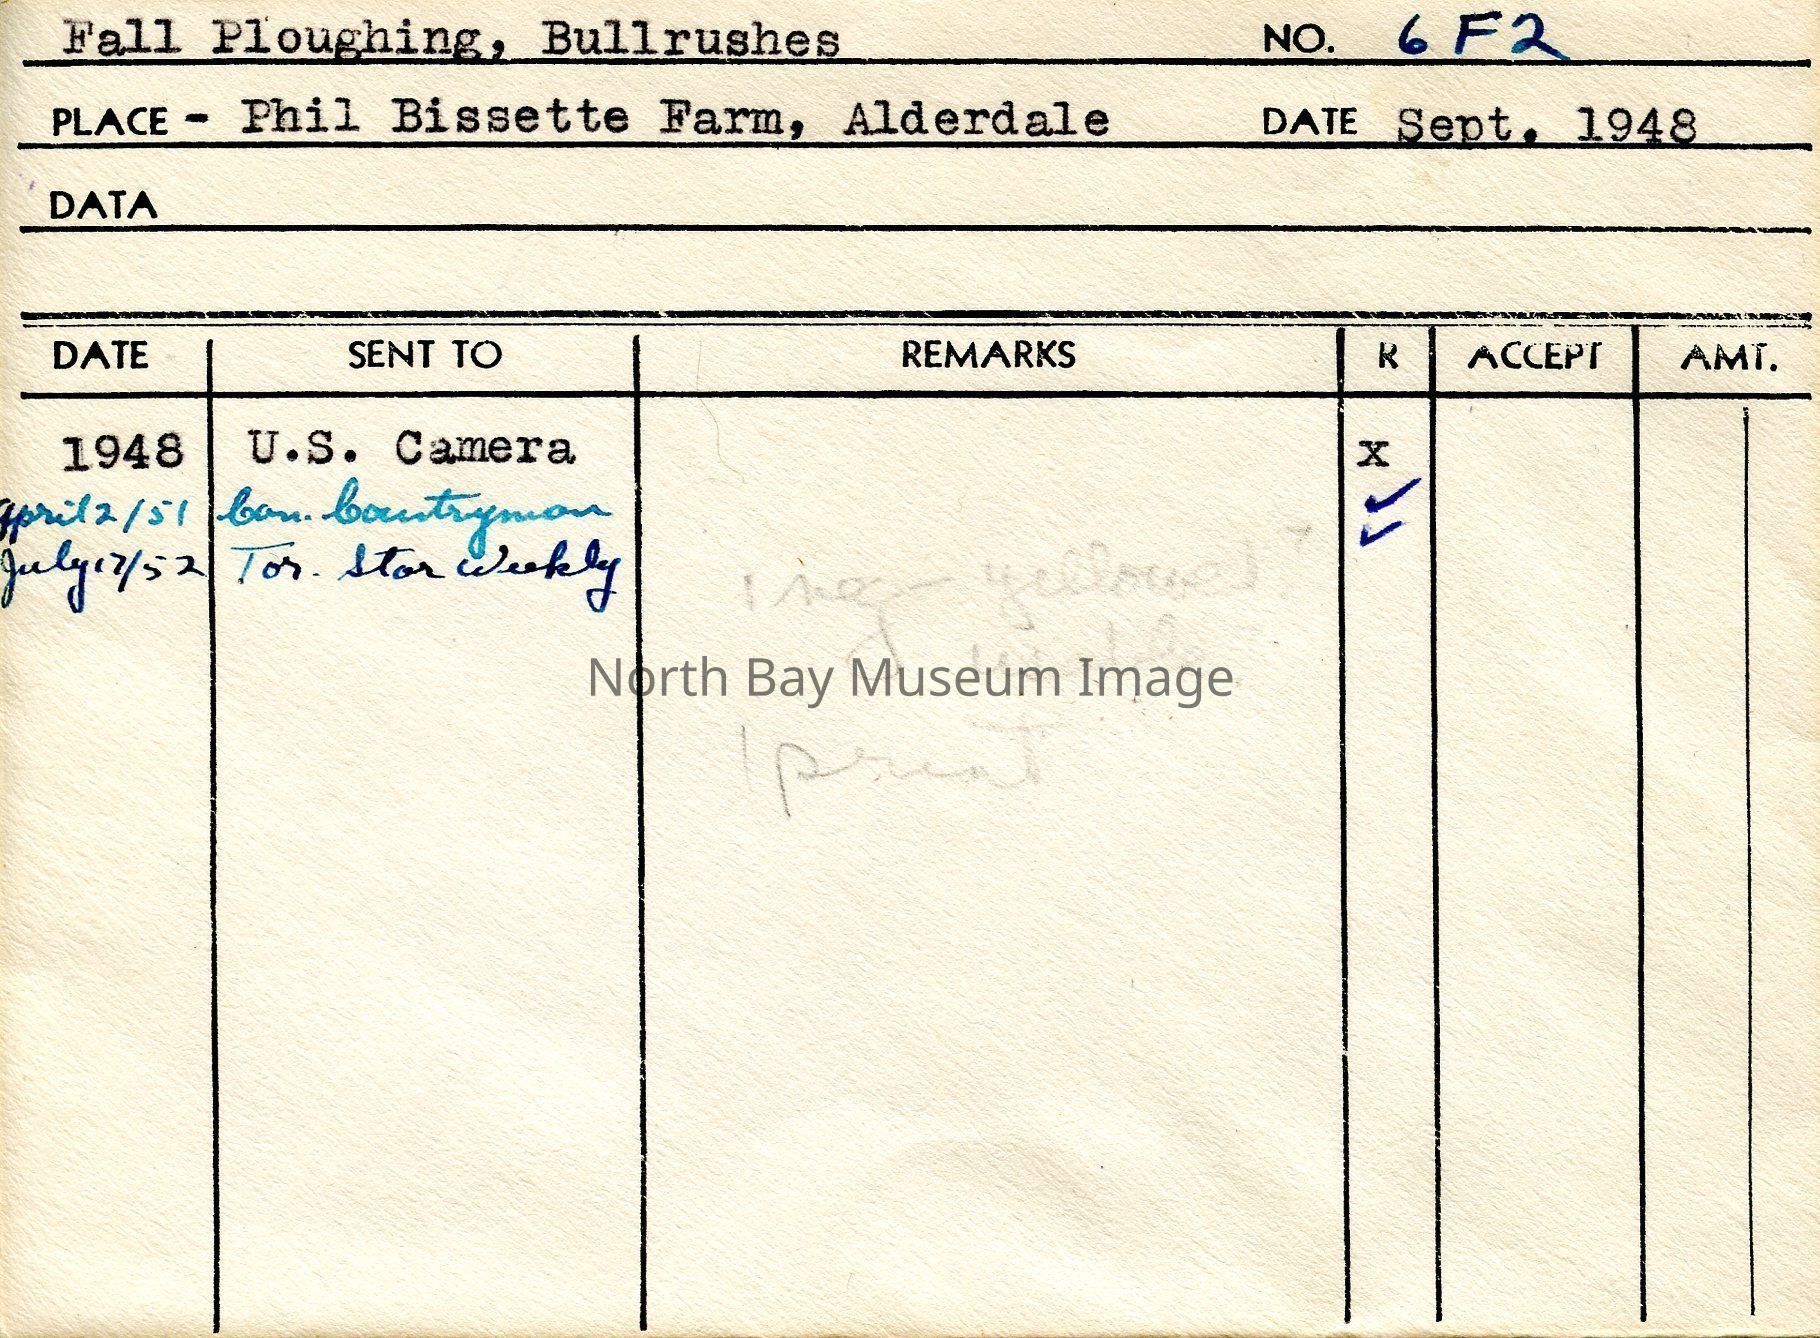 Fall Ploughing, Bullrushes NO. 6F2
PLACE - Phil Bissette Farm, Alderdale DATE Sept. 1948
DATA
DATE SENT TO REMARKS R ACCEPT AMT.
1948 U.S. Camera x
April 2/51 Can. Countryman ✓
July 17/52 Tor. Star Weekly ✓
1 neg - yellowed
North Bay Museum Image
1 print